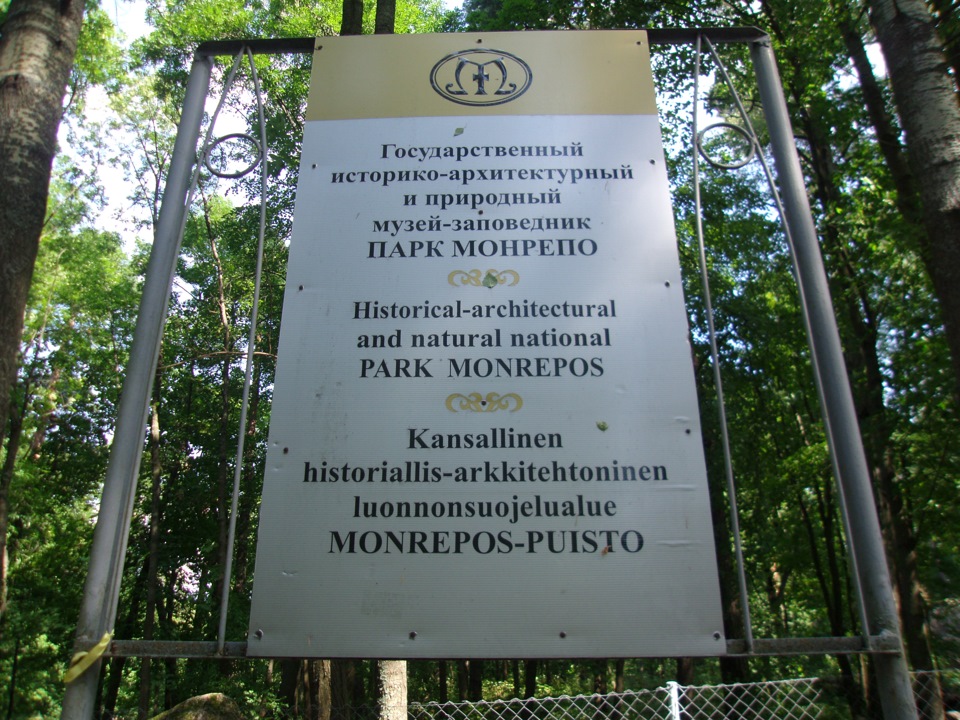 Государственный
историко-архитектурный
и природный
музей-заповедник
ПАРК МОНРЕПО
Historical-architectural
and natural national
PARK MONREPOS
Kansallinen
historiallis-arkkitehtoninen
luonnonsuojelualue
MONREPOS-PUISTO